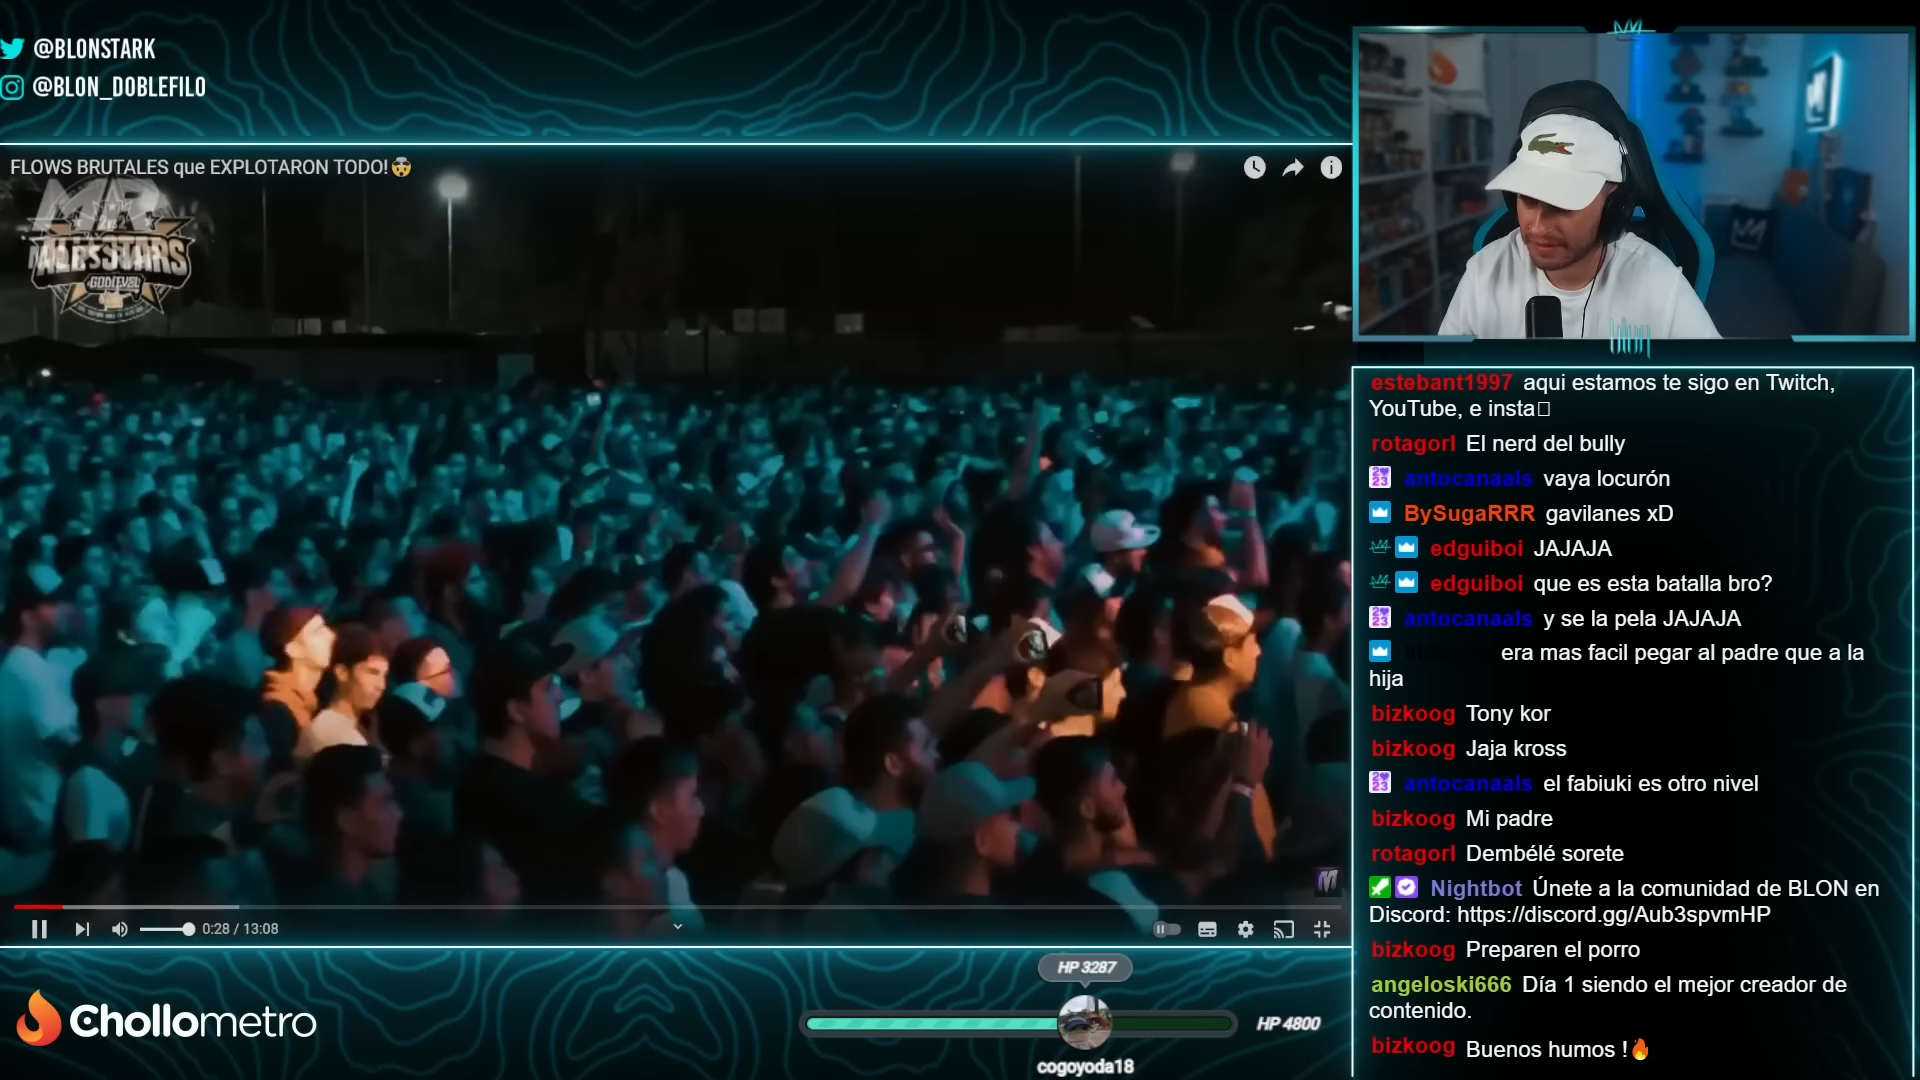 @BLONSTARK
@BLON_DOBLEFILO
FLOWS BRUTALES que EXPLOTARON TODO!🤯
ALL STARS
GODLEVEL
0:28 / 13:08
Chollometro
HP 3287
HP 4800
cogoyoda18
estebant1997 aqui estamos te sigo en Twitch,
YouTube, e insta
rotagorl El nerd del bully
antocanaals vaya locurón
BySugaRRR gavilanes xD
edguiboi JAJAJA
edguiboi que es esta batalla bro?
antocanaals y se la pela JAJAJA
era mas facil pegar al padre que a la
hija
bizkoog Tony kor
bizkoog Jaja kross
antocanaals el fabiuki es otro nivel
bizkoog Mi padre
rotagorl Dembélé sorete
Nightbot Únete a la comunidad de BLON en
Discord: https://discord.gg/Aub3spvmHP
bizkoog Preparen el porro
angeloski666 Día 1 siendo el mejor creador de
contenido.
bizkoog Buenos humos !🔥